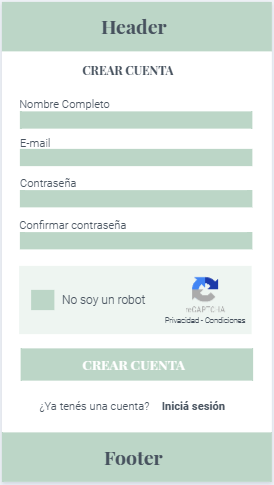 Header
CREAR CUENTA
Nombre Completo
E-mail
Contraseña
Confirmar contraseña
No soy un robot
reCAPTCHA
Privacidad - Condiciones
CREAR CUENTA
¿Ya tenés una cuenta? Iniciá sesión
Footer